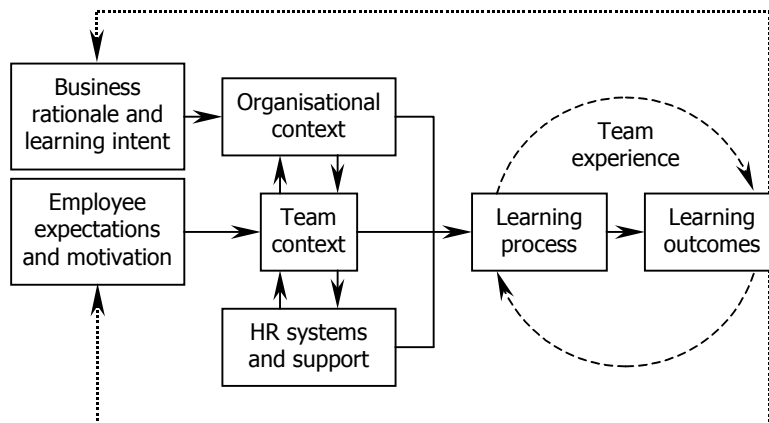 Business
rationale and
learning intent
Organisational
context
Team
experience
Employee
expectations
and motivation
Team
context
Learning
process
Learning
outcomes
HR systems
and support